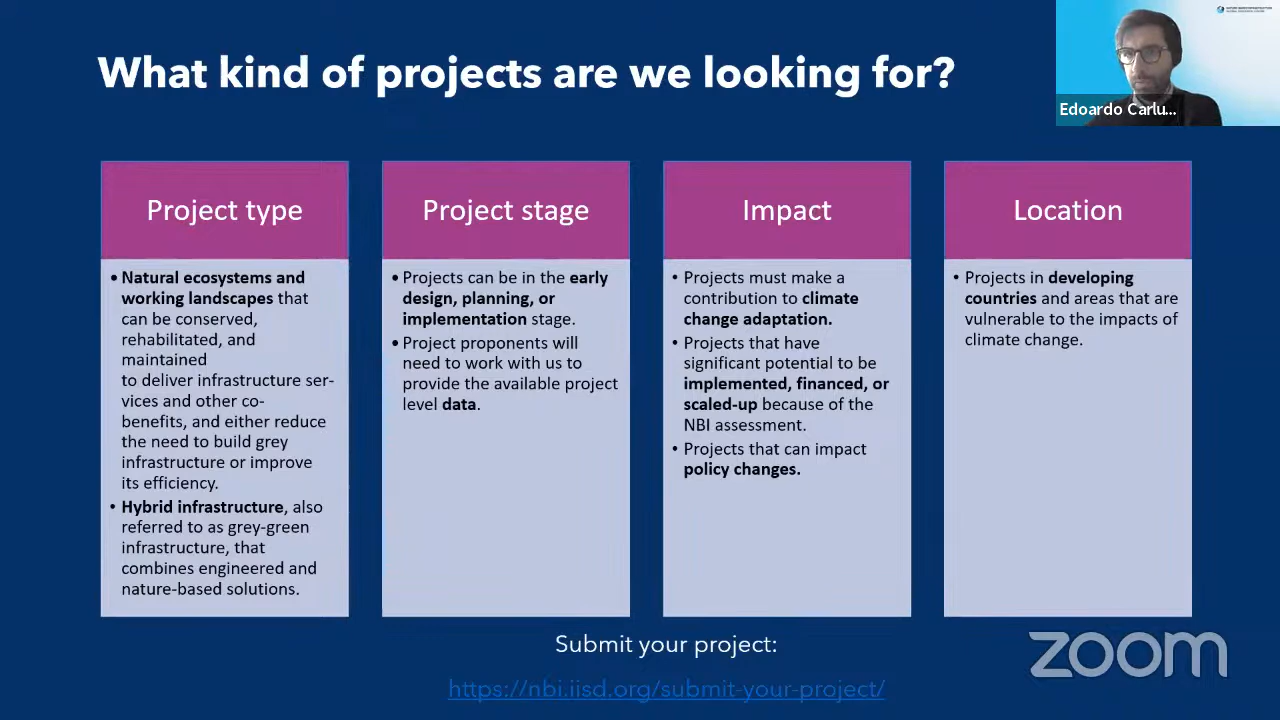 What kind of projects are we looking for?
Edoardo Carlu...
Project type
• Natural ecosystems and
working landscapes that
can be conserved,
rehabilitated, and
maintained
to deliver infrastructure ser-
vices and other co-
benefits, and either reduce
the need to build grey
infrastructure or improve
its efficiency.
• Hybrid infrastructure, also
referred to as grey-green
infrastructure, that
combines engineered and
nature-based solutions.
Project stage
• Projects can be in the early
design, planning, or
implementation stage.
• Project proponents will
need to work with us to
provide the available project
level data.
Impact
• Projects must make a
contribution to climate
change adaptation.
• Projects that have
significant potential to be
implemented, financed, or
scaled-up because of the
NBI assessment.
• Projects that can impact
policy changes.
Location
• Projects in developing
countries and areas that are
vulnerable to the impacts of
climate change.
Submit your project:
https://nbi.iisd.org/submit-your-project/
zoom